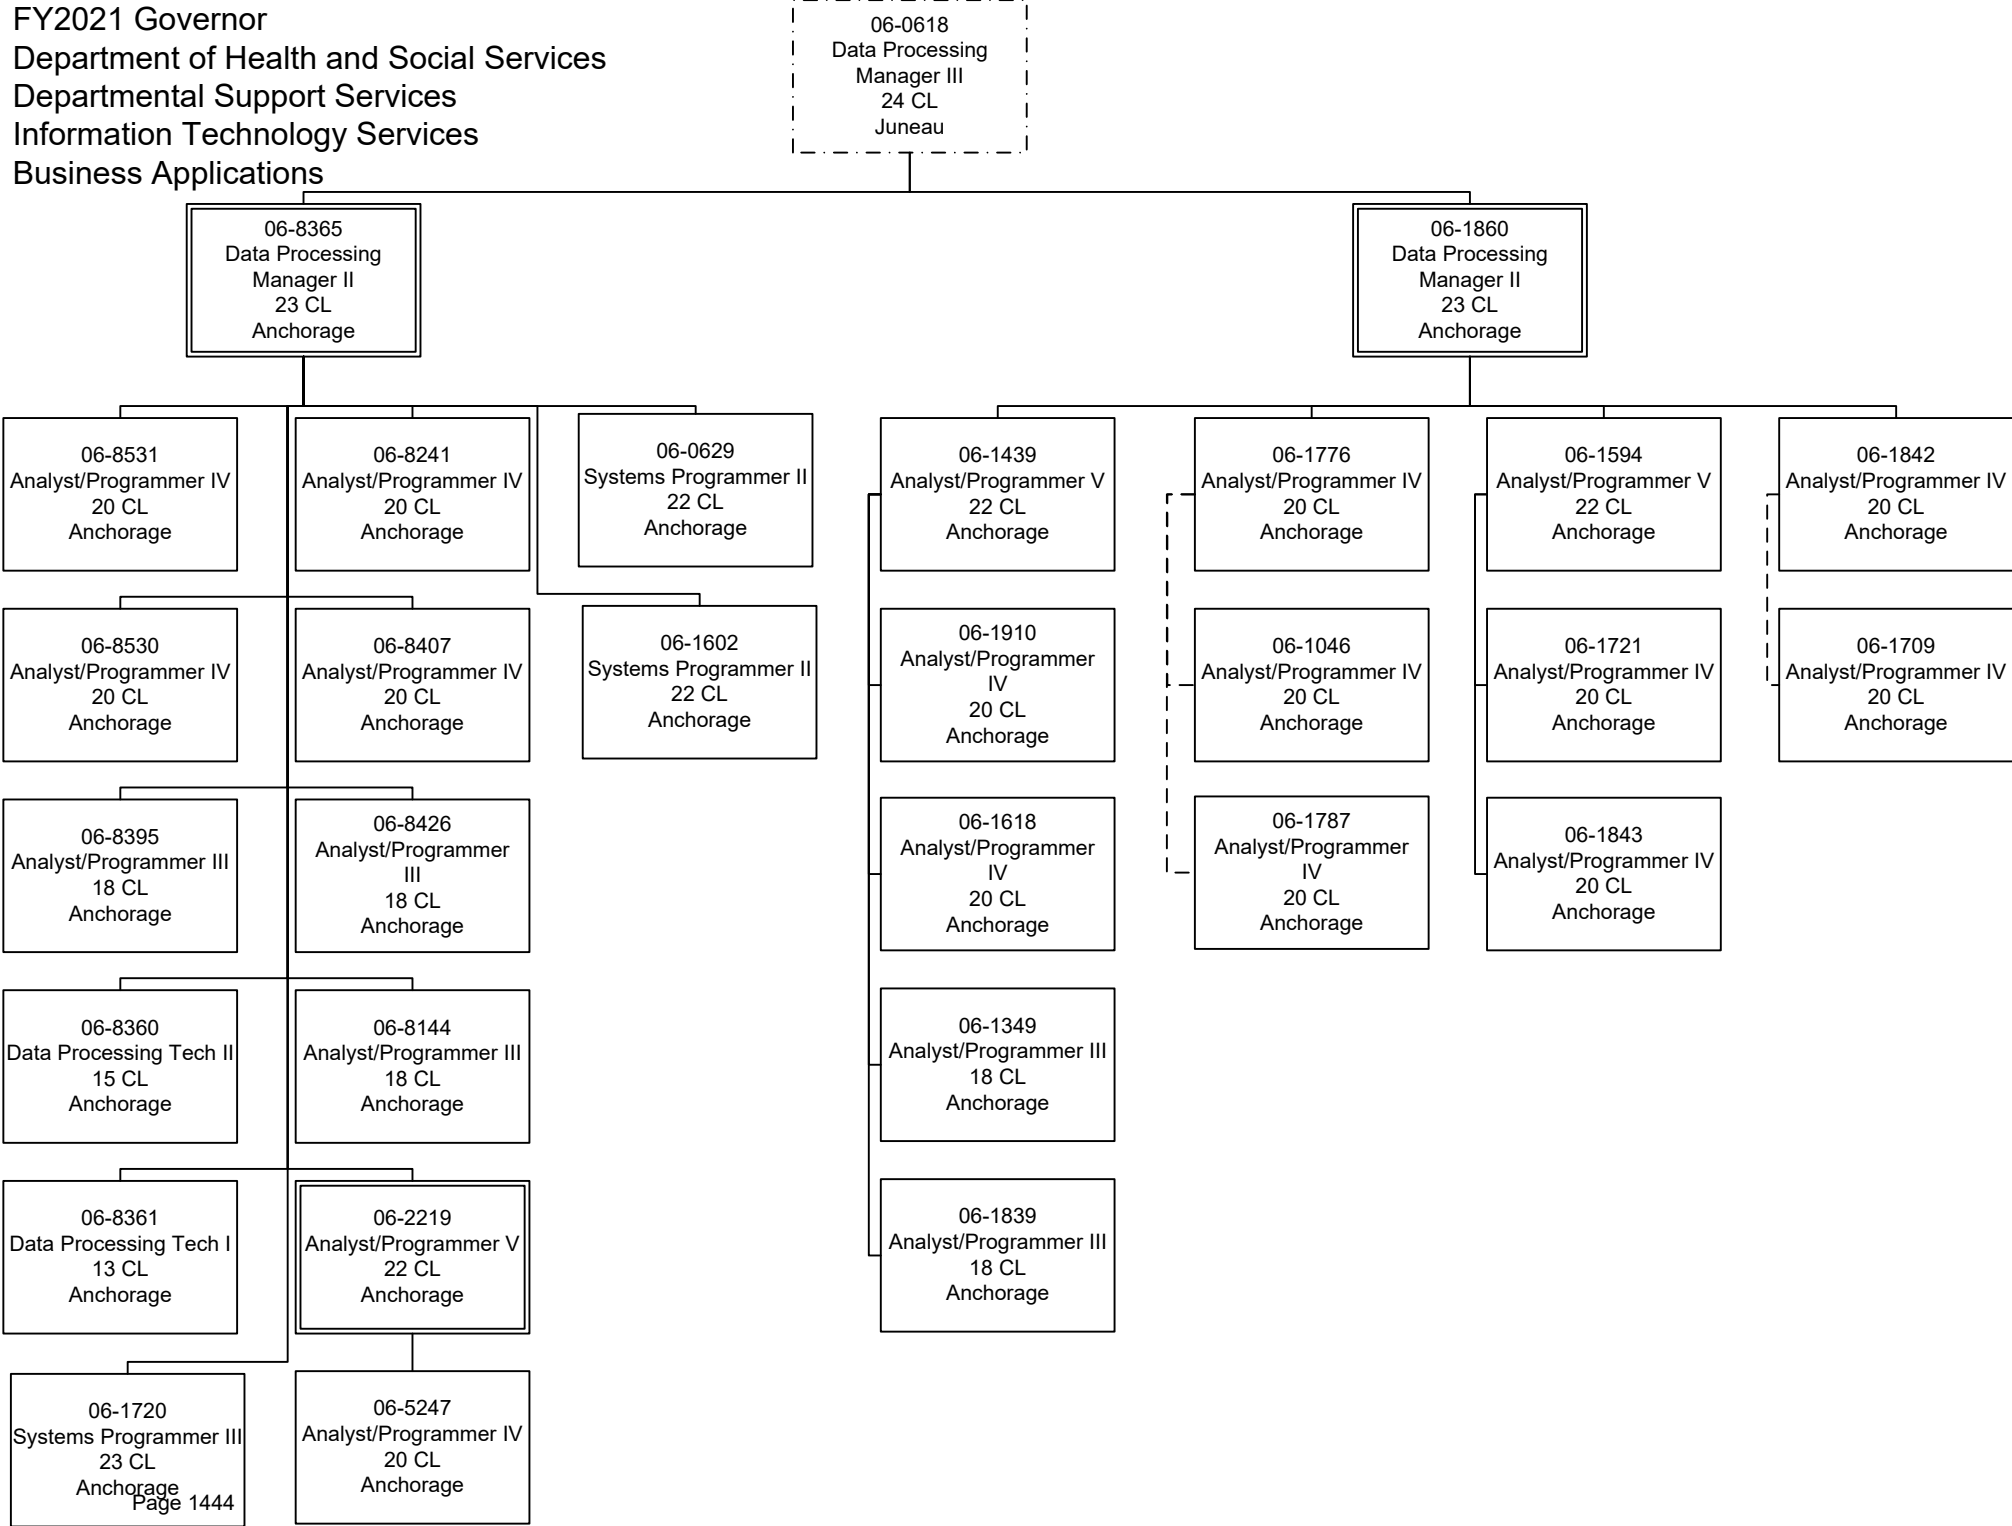 FY2021 Governor
Department of Health and Social Services
Departmental Support Services
Information Technology Services
Business Applications
06-0618
Data Processing
Manager III
24 CL
Juneau
06-8365
Data Processing
Manager II
23 CL
Anchorage
06-1860
Data Processing
Manager II
23 CL
Anchorage
06-8531
Analyst/Programmer IV
20 CL
Anchorage
06-8241
Analyst/Programmer IV
20 CL
Anchorage
06-0629
Systems Programmer II
22 CL
Anchorage
06-1439
Analyst/Programmer V
22 CL
Anchorage
06-1776
Analyst/Programmer IV
20 CL
Anchorage
06-1594
Analyst/Programmer V
22 CL
Anchorage
06-1842
Analyst/Programmer IV
20 CL
Anchorage
06-8530
Analyst/Programmer IV
20 CL
Anchorage
06-8407
Analyst/Programmer IV
20 CL
Anchorage
06-1602
Systems Programmer II
22 CL
Anchorage
06-1910
Analyst/Programmer
IV
20 CL
Anchorage
06-1046
Analyst/Programmer IV
20 CL
Anchorage
06-1721
Analyst/Programmer IV
20 CL
Anchorage
06-1709
Analyst/Programmer IV
20 CL
Anchorage
06-8395
Analyst/Programmer III
18 CL
Anchorage
06-8426
Analyst/Programmer
III
18 CL
Anchorage
06-1618
Analyst/Programmer
IV
20 CL
Anchorage
06-1787
Analyst/Programmer
IV
20 CL
Anchorage
06-1843
Analyst/Programmer IV
20 CL
Anchorage
06-8360
Data Processing Tech II
15 CL
Anchorage
06-8144
Analyst/Programmer III
18 CL
Anchorage
06-1349
Analyst/Programmer III
18 CL
Anchorage
06-8361
Data Processing Tech I
13 CL
Anchorage
06-2219
Analyst/Programmer V
22 CL
Anchorage
06-1839
Analyst/Programmer III
18 CL
Anchorage
06-1720
Systems Programmer III
23 CL
Anchorage
06-5247
Analyst/Programmer IV
20 CL
Anchorage
Page 1444